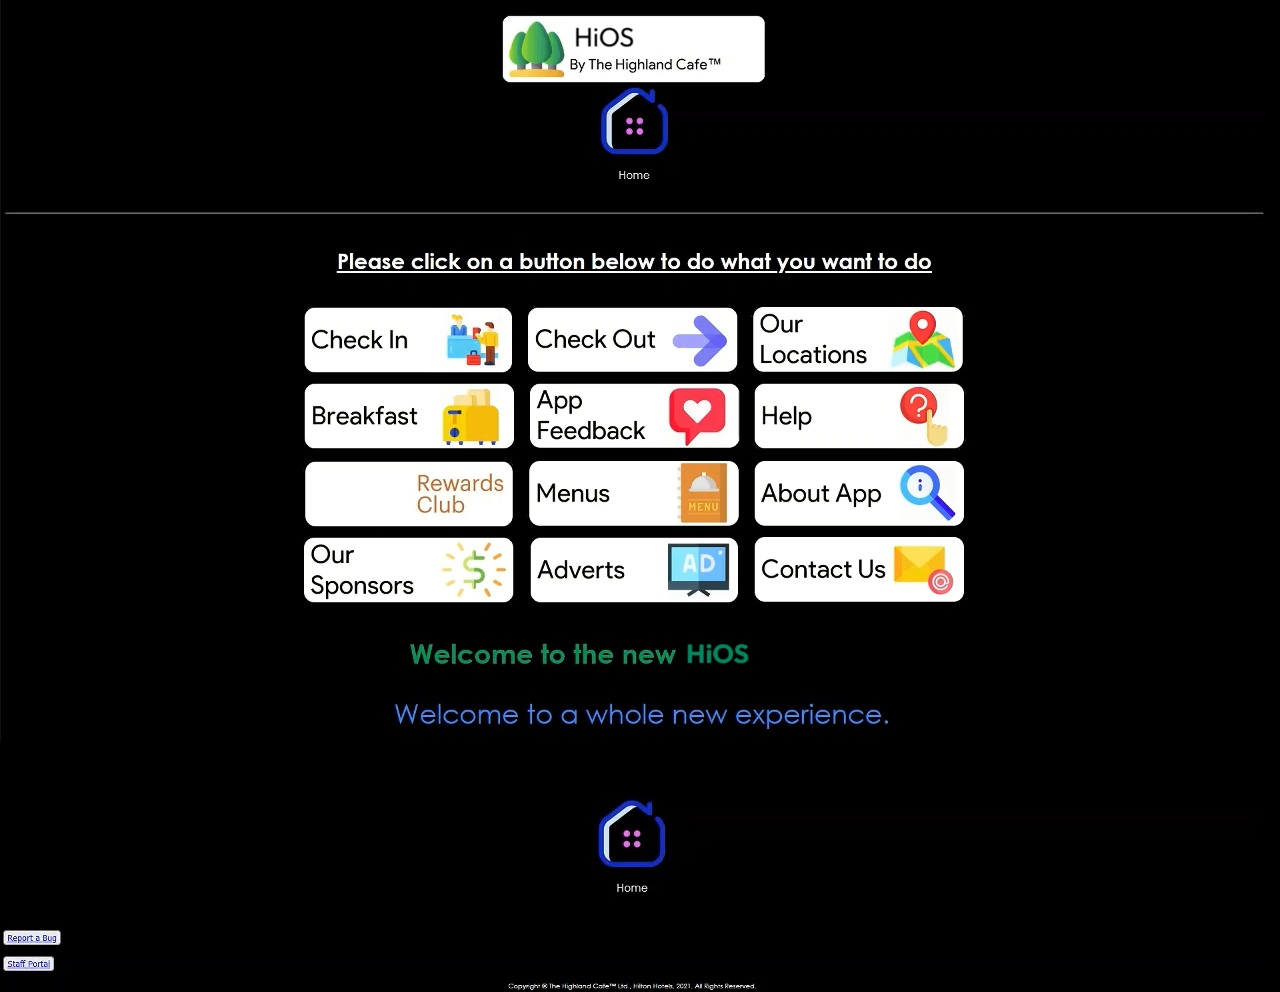 HiOS
By The Highland Cafe™
Home
Please click on a button below to do what you want to do
Check In
Check Out
Our
Locations
Breakfast
App
Feedback
Help
Rewards
Club
Menus
MENU
About App
Our
Sponsors
Adverts
AD
Contact Us
Welcome to the new HiOS
Welcome to a whole new experience.
Home
Report a Bug
Staff Portal
Copyright © The Highland Cafe™ Ltd., Hilton Hotels, 2021. All Rights Reserved.